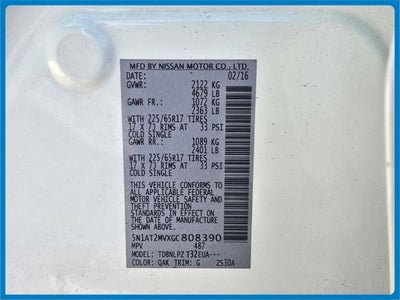 MFD BY NISSAN MOTOR CO., LTD.
DATE: - 02/16
GVWR: 2122 KG
4679 LB
GAWR FR: 1072 KG
2363 LB
WITH 225/65R17 TIRES
17 X 7J RIMS AT 33 PSI
COLD SINGLE
GAWR RR: 1089 KG
2401 LB
WITH 225/65R17 TIRES
17 X 7J RIMS AT 33 PSI
COLD SINGLE
THIS VEHICLE CONFORMS TO
ALL APPLICABLE FEDERAL
MOTOR VEHICLE SAFETY
STANDARDS IN EFFECT ON THE
DATE OF MANUFACTURE SHOWN
ABOVE.
5N1AT2MVXGC808390
MPV 487
MODEL: TDBNLPZ T32EUA---
COLOR: QAK TRIM: G ZS30A